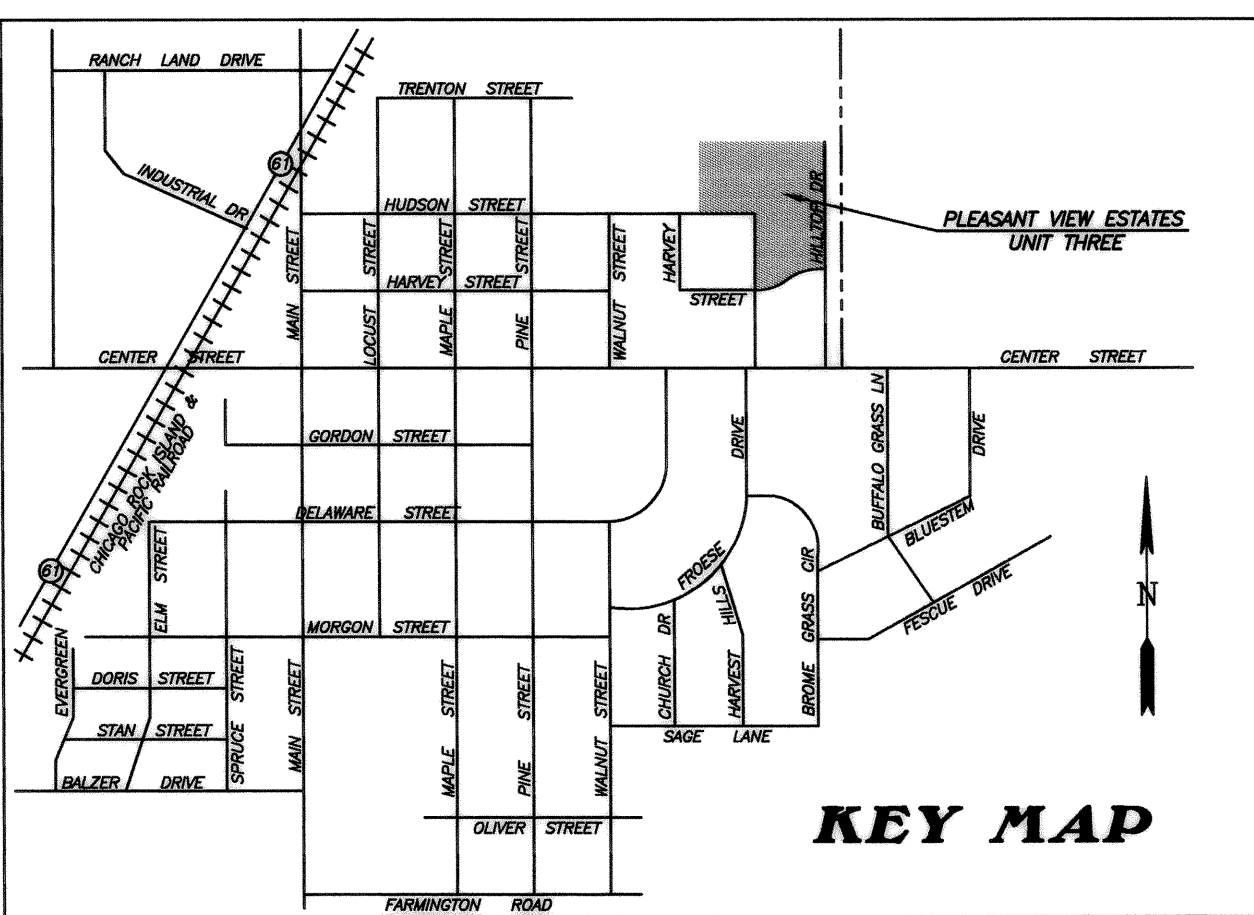 RANCH LAND DRIVE
TRENTON STREET
61
INDUSTRIAL DR
HUDSON STREET
HILLTOP DR
PLEASANT VIEW ESTATES
UNIT THREE
MAIN STREET
LOCUST STREET
MAPLE STREET
PINE STREET
WALNUT STREET
HARVEY
STREET
HARVEY STREET
CENTER STREET
CENTER STREET
CHICAGO ROCK ISLAND &
PACIFIC RAILROAD
GORDON STREET
DRIVE
BUFFALO GRASS LN
DRIVE
DELAWARE STREET
BLUESTEM
61
ELM STREET
FROESE
HILLS
BROME GRASS CIR
FESCUE DRIVE
N
MORGON STREET
EVERGREEN
DORIS STREET
STAN STREET
SPRUCE STREET
MAIN STREET
MAPLE STREET
PINE STREET
WALNUT STREET
CHURCH DR
HARVEST
SAGE LANE
BALZER DRIVE
OLIVER STREET
KEY MAP
FARMINGTON ROAD